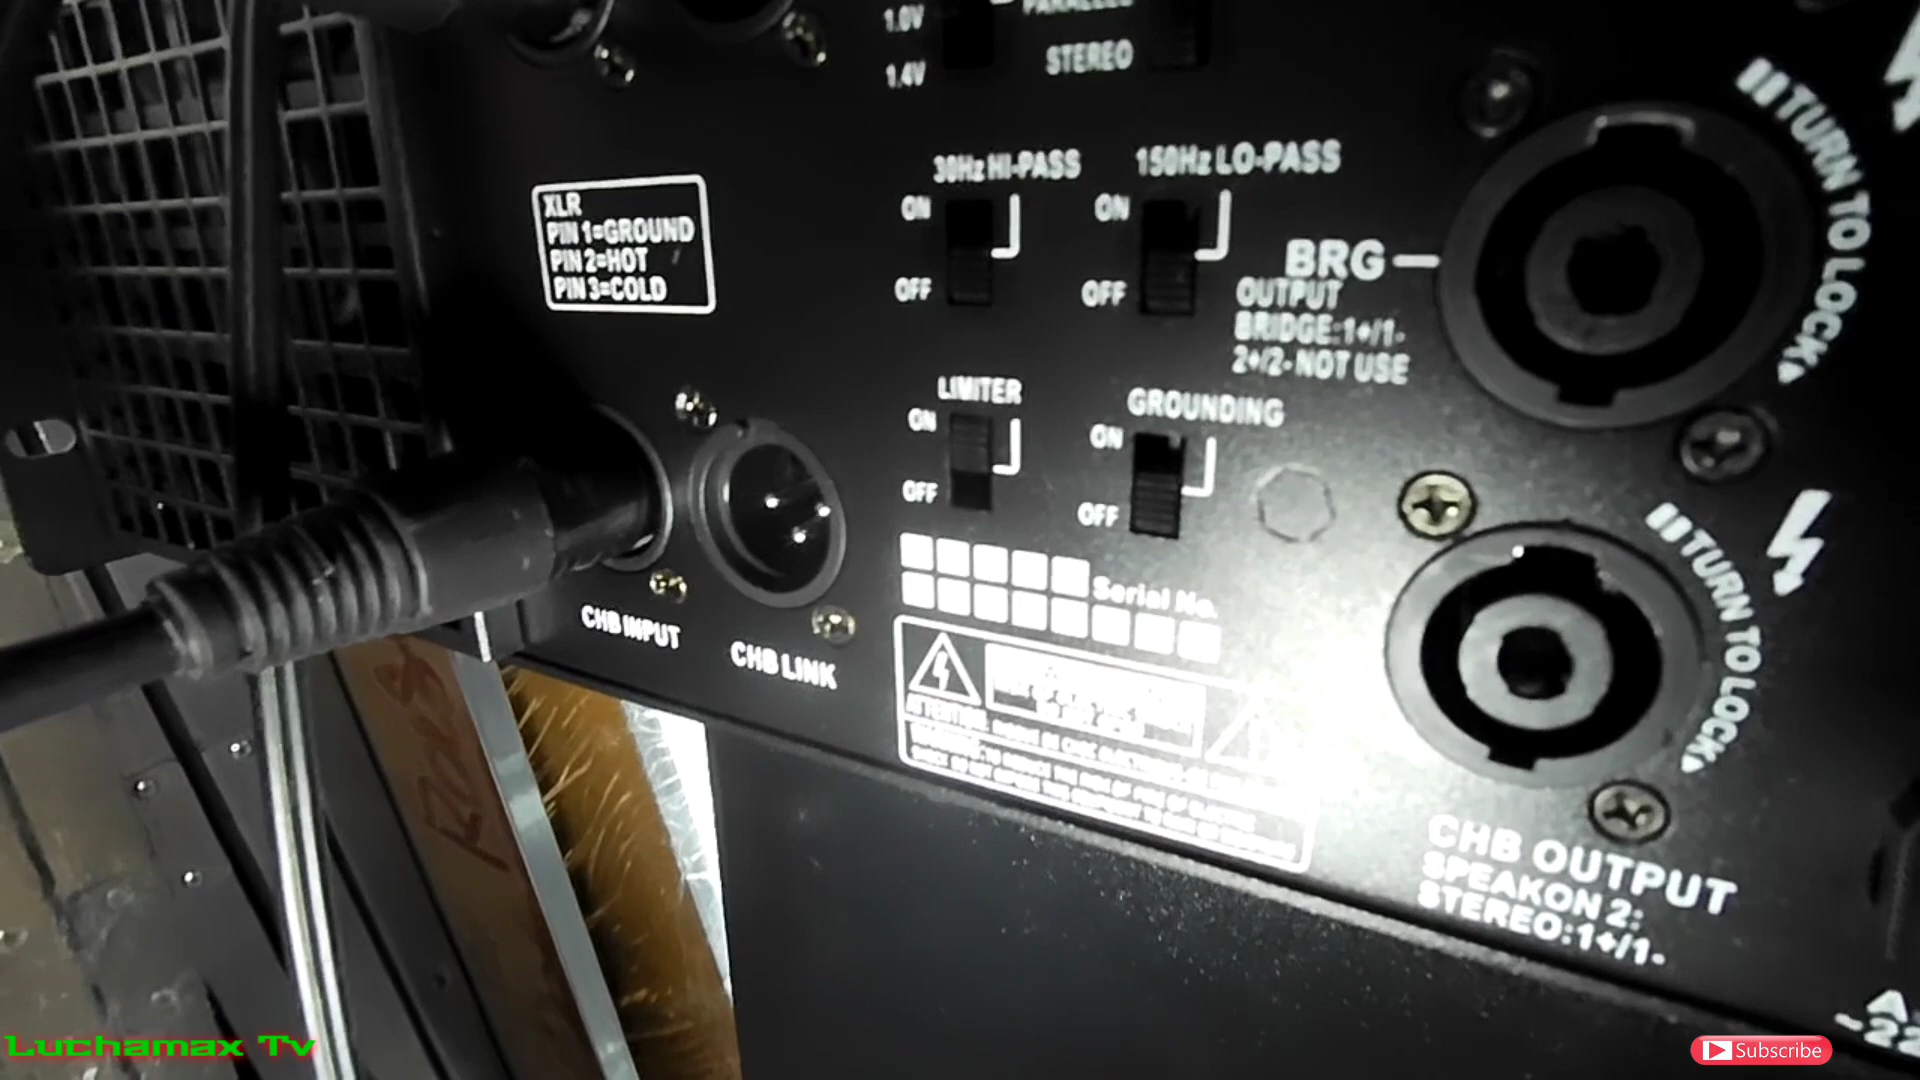 1.0V
1.4V
STEREO
XLR
PIN 1=GROUND
PIN 2=HOT
PIN 3=COLD
30Hz HI-PASS
ON
OFF
150Hz LO-PASS
ON
OFF
BRG
OUTPUT
BRIDGE:1+/1-
2+/2- NOT USE
TURN TO LOCK
LIMITER
ON
OFF
GROUNDING
ON
OFF
Serial No.
CHB INPUT
CHB LINK
TURN TO LOCK
CHB OUTPUT
SPEAKON 2:
STEREO:1+/1-
Luthamax Tv
Subscribe